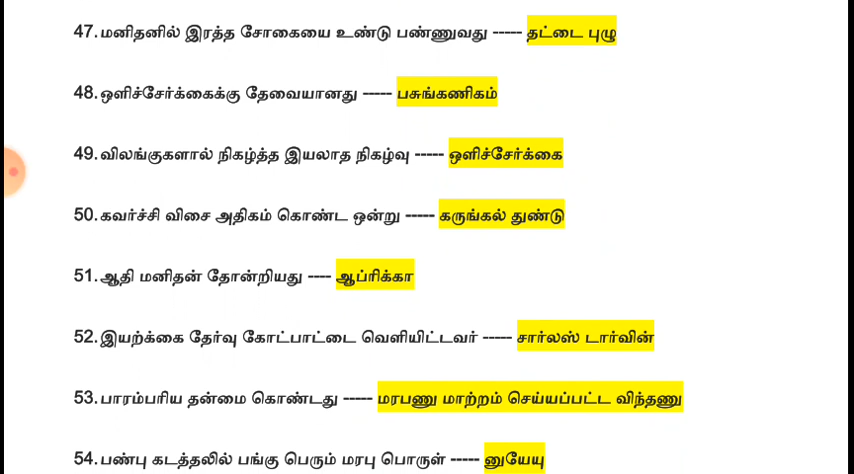 47. மனிதனில் இரத்த சோகையை உண்டு பண்ணுவது ----- தட்டை புழு
48. ஒளிச்சேர்க்கைக்கு தேவையானது ----- பசுங்கணிகம்
49. விலங்குகளால் நிகழ்த்த இயலாத நிகழ்வு ----- ஒளிச்சேர்க்கை
50. கவர்ச்சி விசை அதிகம் கொண்ட ஒன்று ----- கருங்கல் துண்டு
51. ஆதி மனிதன் தோன்றியது ---- ஆப்ரிக்கா
52. இயற்க்கை தேர்வு கோட்பாட்டை வெளியிட்டவர் ----- சார்லஸ் டார்வின்
53. பாரம்பரிய தன்மை கொண்டது ----- மரபணு மாற்றம் செய்யப்பட்ட விந்தணு
54. பண்பு கடத்தலில் பங்கு பெரும் மரபு பொருள் ----- னுயேயு